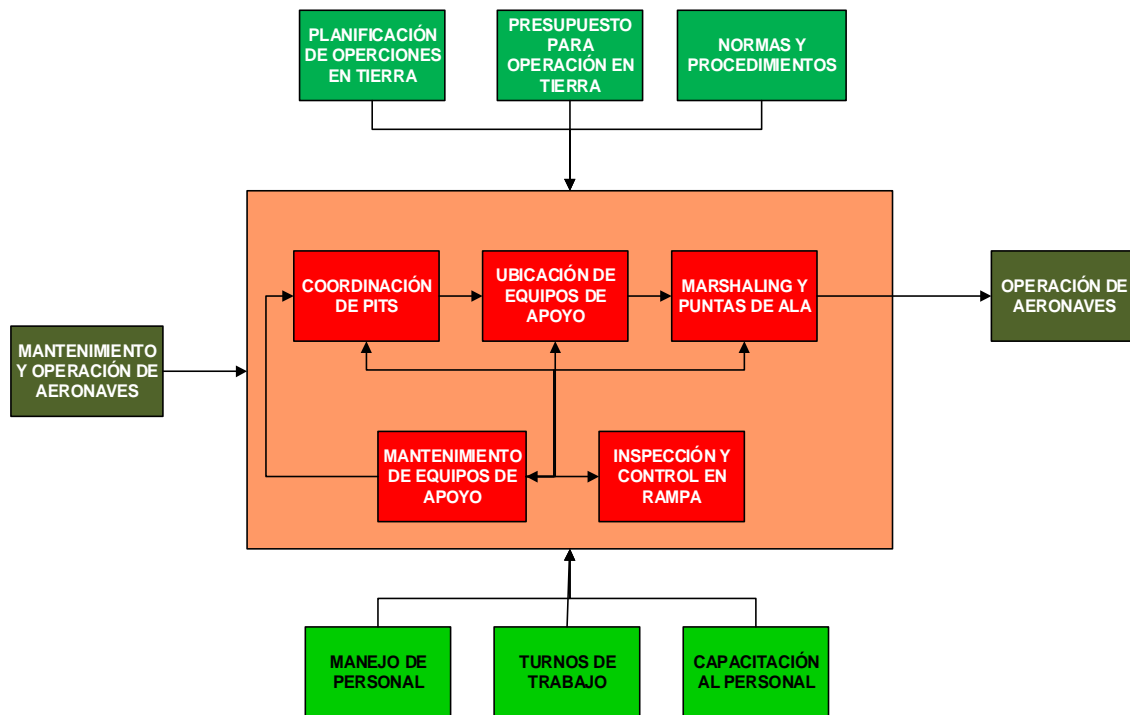 PLANIFICACIÓN
DE OPERCIONES
EN TIERRA
PRESUPUESTO
PARA
OPERACIÓN EN
TIERRA
NORMAS Y
PROCEDIMIENTOS
COORDINACIÓN
DE PITS
UBICACIÓN DE
EQUIPOS DE
APOYO
MARSHALING Y
PUNTAS DE ALA
OPERACIÓN DE
AERONAVES
MANTENIMIENTO
Y OPERACIÓN DE
AERONAVES
MANTENIMIENTO
DE EQUIPOS DE
APOYO
INSPECCIÓN Y
CONTROL EN
RAMPA
MANEJO DE
PERSONAL
TURNOS DE
TRABAJO
CAPACITACIÓN
AL PERSONAL